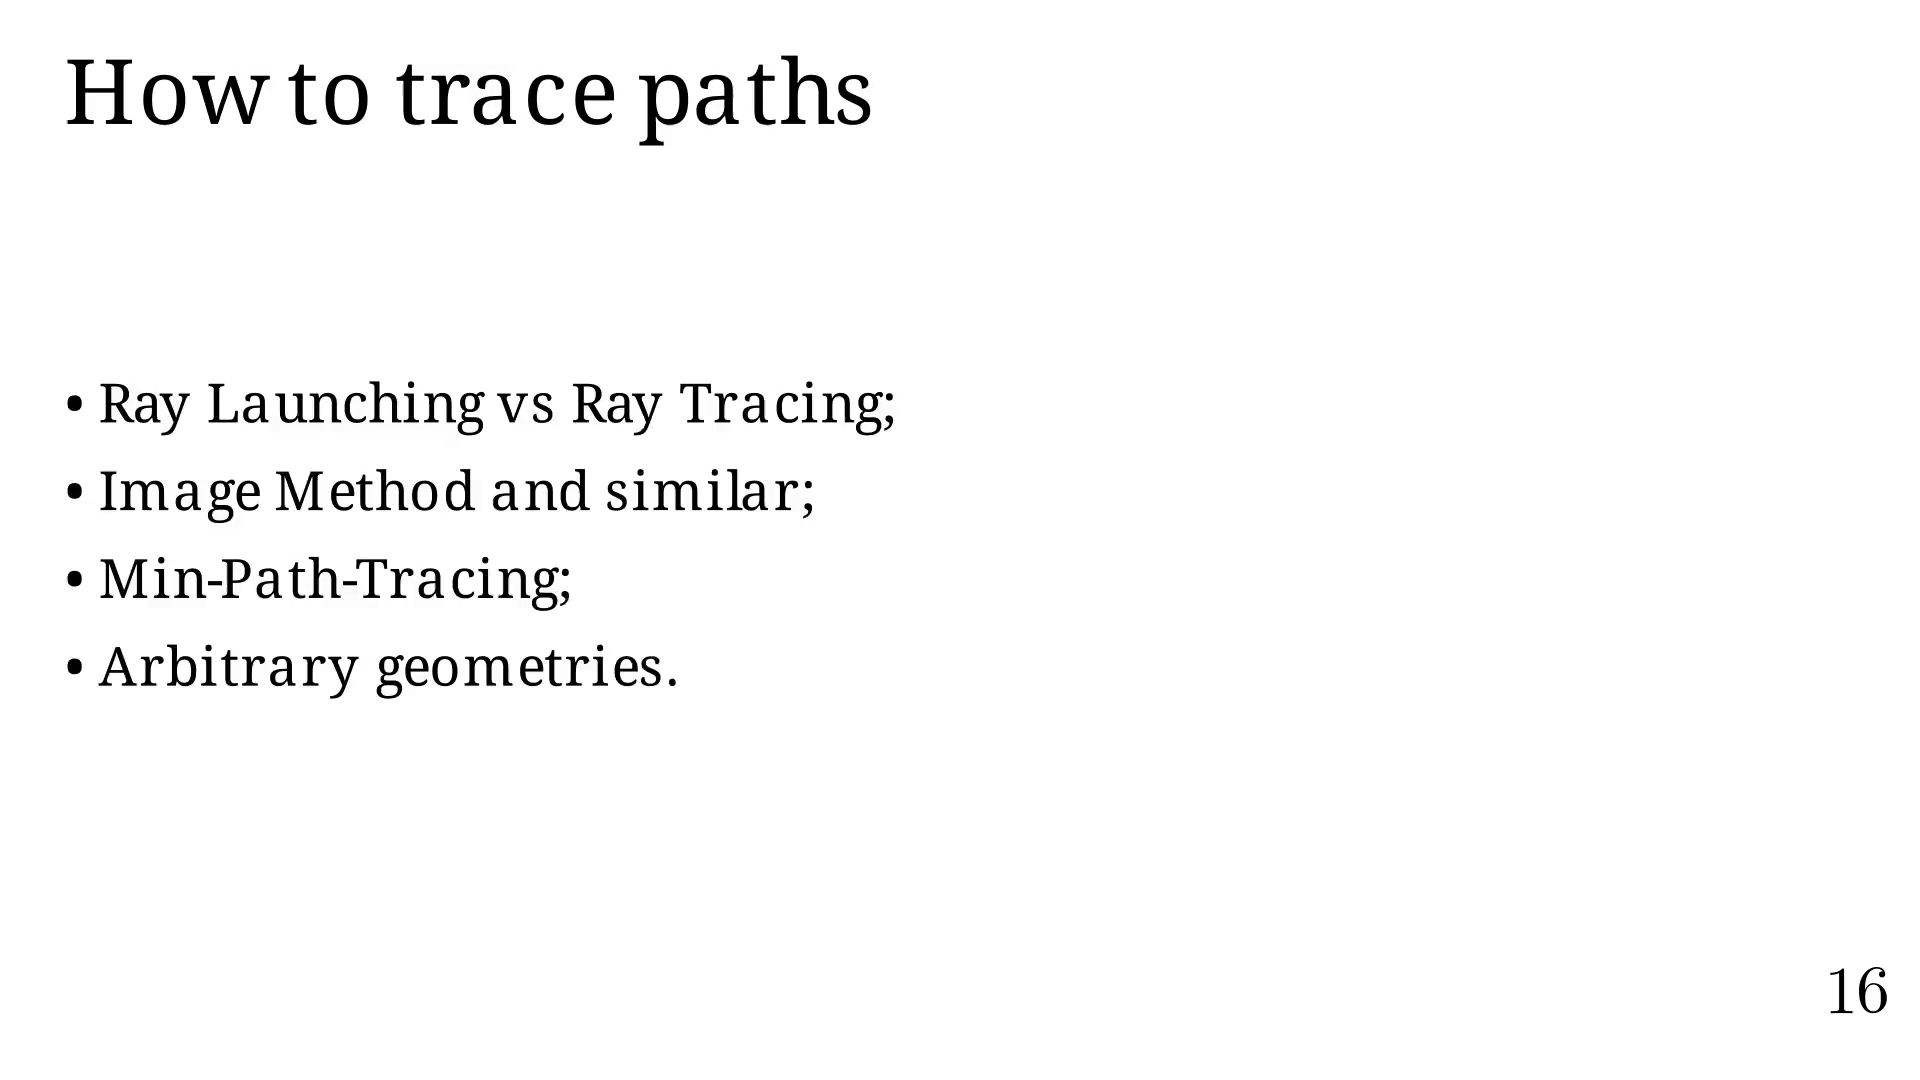 How to trace paths
• Ray Launching vs Ray Tracing;
• Image Method and similar;
• Min-Path-Tracing;
• Arbitrary geometries.
16